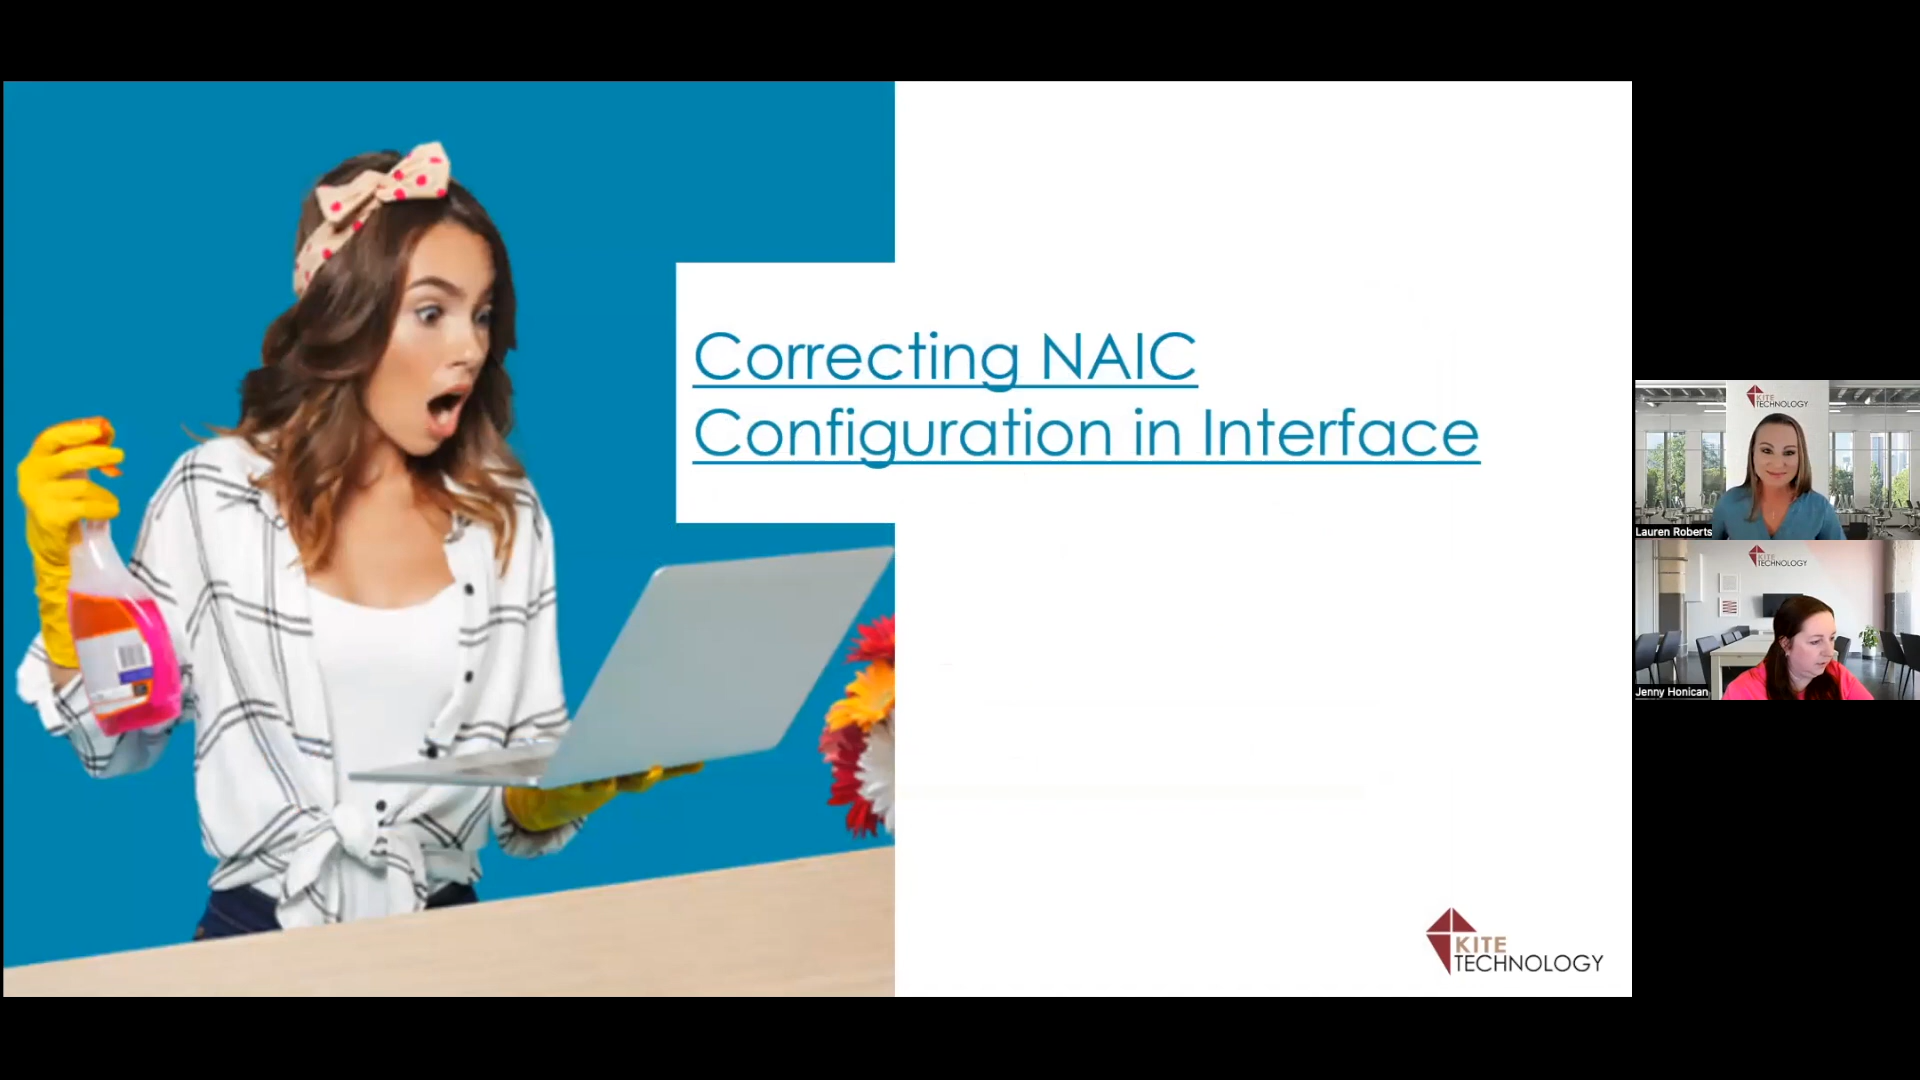 Correcting NAIC
Configuration in Interface
KITE
TECHNOLOGY
KITE
TECHNOLOGY
Lauren Roberts
KITE
TECHNOLOGY
Jenny Honican